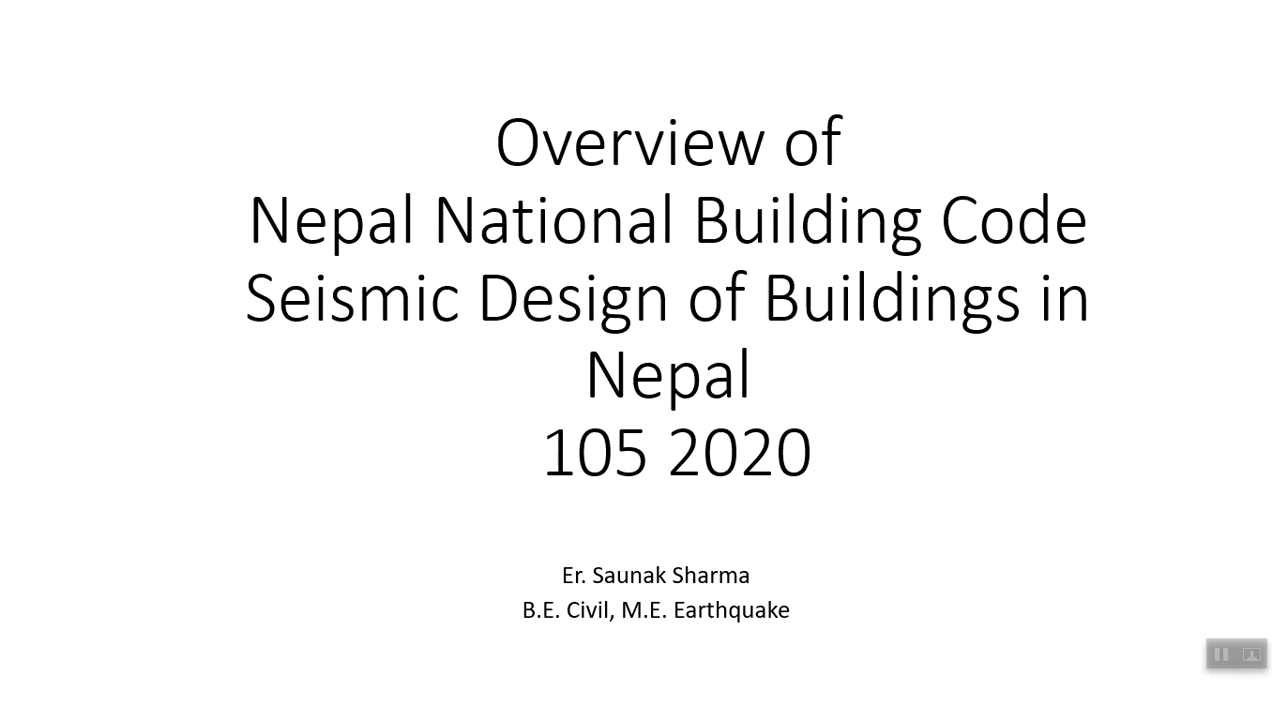 Overview of
Nepal National Building Code
Seismic Design of Buildings in
Nepal
105 2020
Er. Saunak Sharma
B.E. Civil, M.E. Earthquake